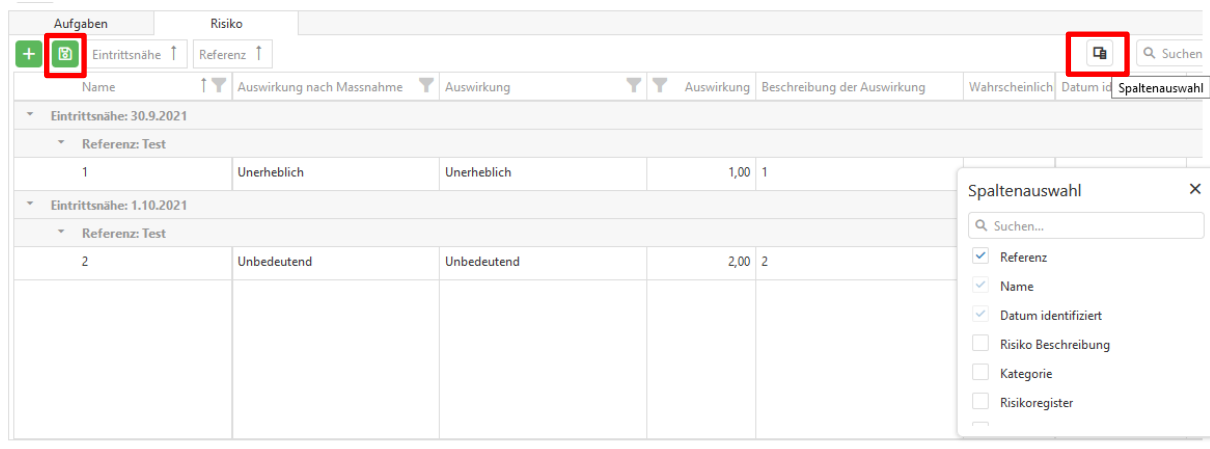 Aufgaben Risiko
Eintrittsnähe ↑ Referenz ↑ Suchen
Name ↑ Auswirkung nach Massnahme Auswirkung Auswirkung Beschreibung der Auswirkung Wahrscheinlich Datum id
Spaltenauswahl
Eintrittsnähe: 30.9.2021
Referenz: Test
1 Unerheblich Unerheblich 1,00 1
Eintrittsnähe: 1.10.2021
Referenz: Test
2 Unbedeutend Unbedeutend 2,00 2
Spaltenauswahl
Suchen...
Referenz
Name
Datum identifiziert
Risiko Beschreibung
Kategorie
Risikoregister